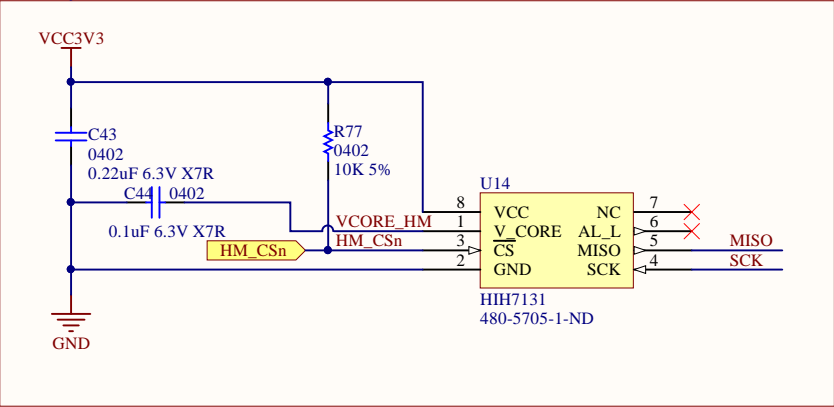 VCC3V3
C43
0402
0.22uF 6.3V X7R
R77
0402
10K 5%
C44 0402
0.1uF 6.3V X7R
U14
8 VCC NC 7
VCORE_HM 1 V_CORE AL_L 6
HM_CSn HM_CSn 3 CS MISO 5 MISO
2 GND SCK 4 SCK
HIH7131
480-5705-1-ND
GND